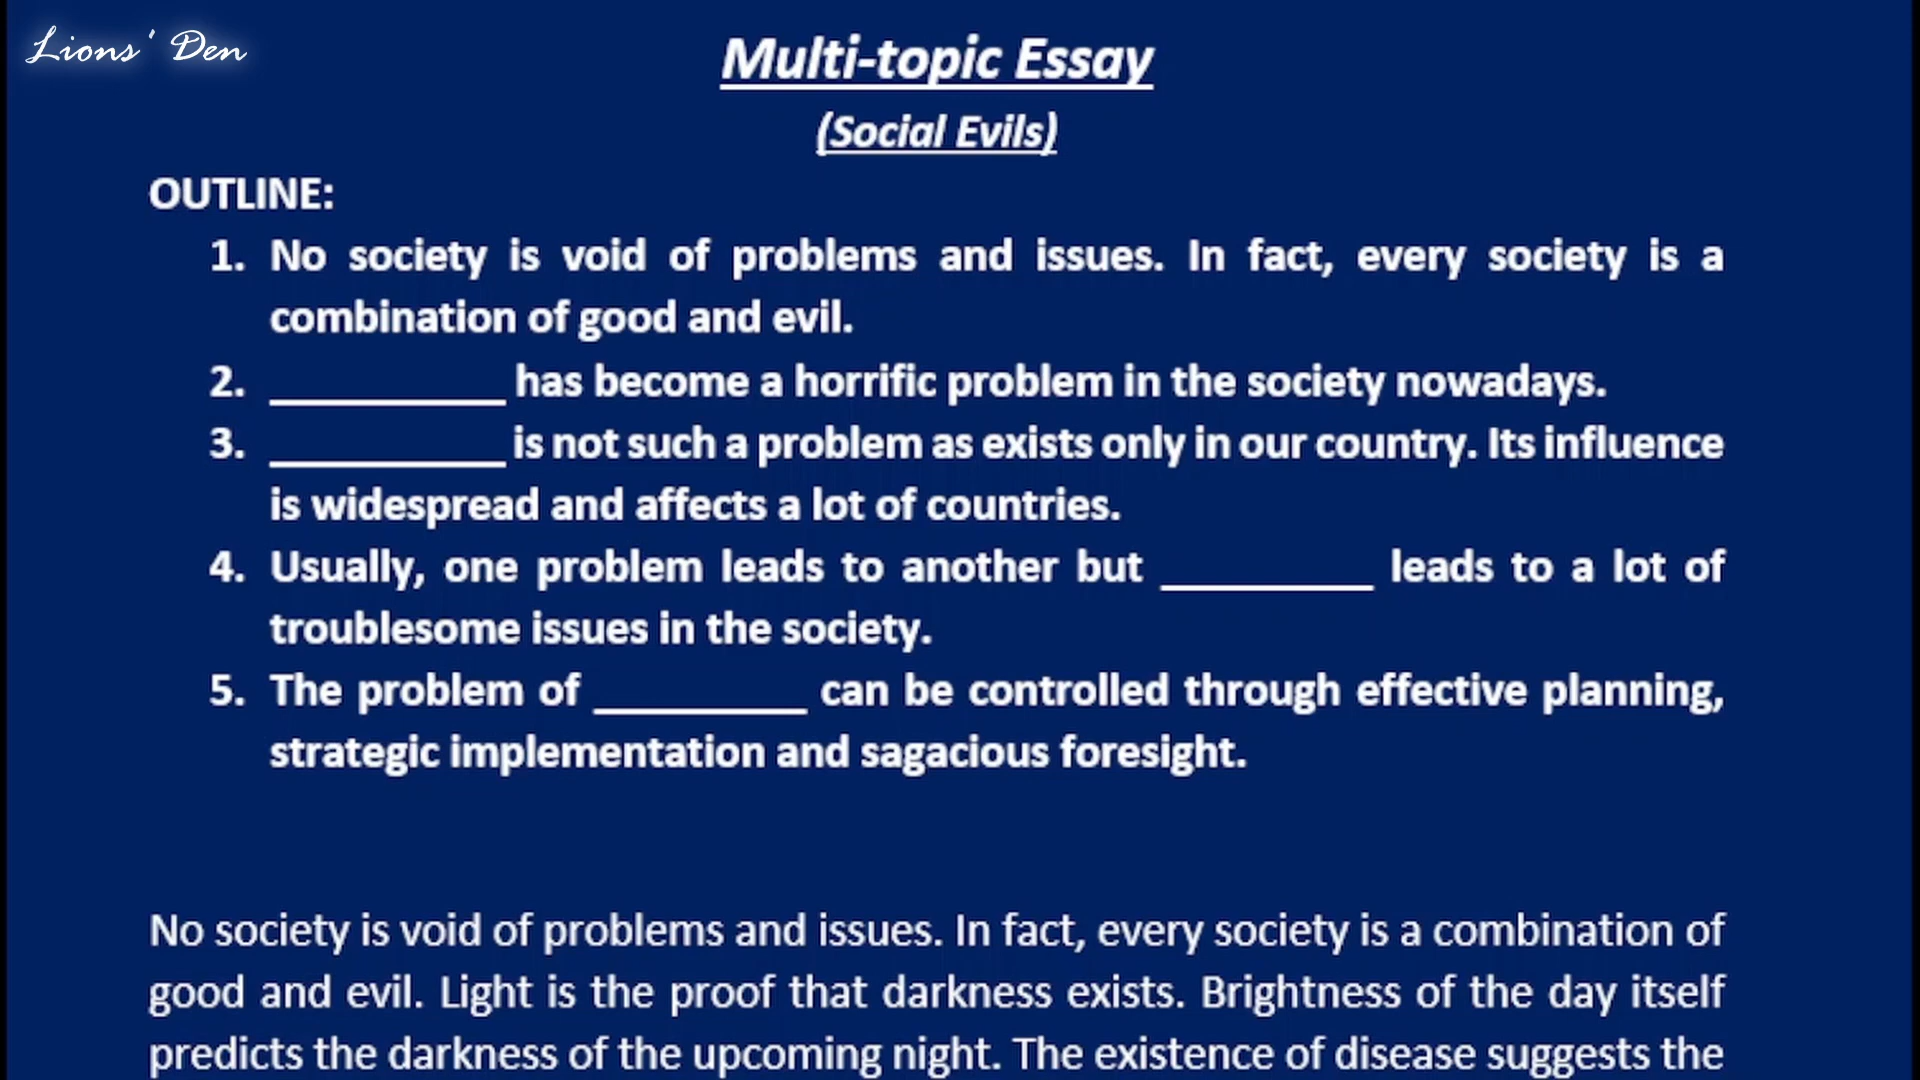 Lions' Den
Multi-topic Essay
(Social Evils)
OUTLINE:
1. No society is void of problems and issues. In fact, every society is a
combination of good and evil.
2. ___________ has become a horrific problem in the society nowadays.
3. ___________ is not such a problem as exists only in our country. Its influence
is widespread and affects a lot of countries.
4. Usually, one problem leads to another but __________ leads to a lot of
troublesome issues in the society.
5. The problem of __________ can be controlled through effective planning,
strategic implementation and sagacious foresight.
No society is void of problems and issues. In fact, every society is a combination of
good and evil. Light is the proof that darkness exists. Brightness of the day itself
predicts the darkness of the upcoming night. The existence of disease suggests the